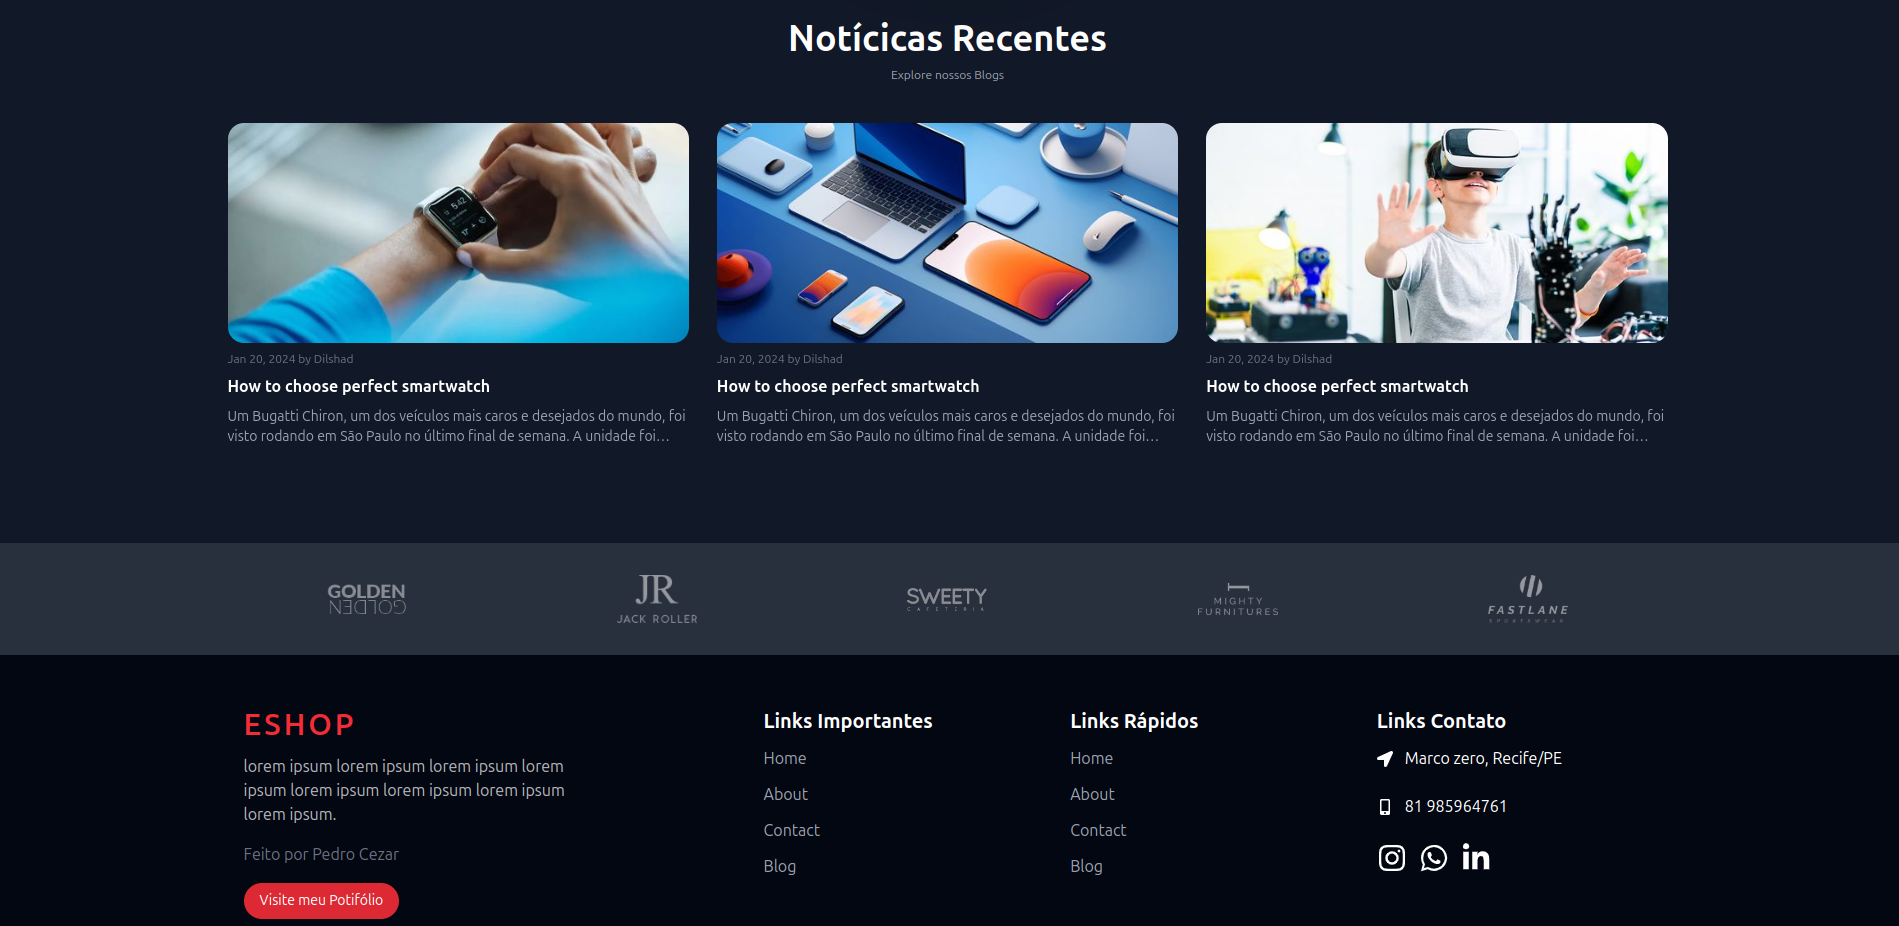 Notícicas Recentes
Explore nossos Blogs
5:42
Jan 20, 2024 by Dilshad
How to choose perfect smartwatch
Um Bugatti Chiron, um dos veículos mais caros e desejados do mundo, foi
visto rodando em São Paulo no último final de semana. A unidade foi...
Jan 20, 2024 by Dilshad
How to choose perfect smartwatch
Um Bugatti Chiron, um dos veículos mais caros e desejados do mundo, foi
visto rodando em São Paulo no último final de semana. A unidade foi...
Jan 20, 2024 by Dilshad
How to choose perfect smartwatch
Um Bugatti Chiron, um dos veículos mais caros e desejados do mundo, foi
visto rodando em São Paulo no último final de semana. A unidade foi...
GOLDEN
GOLDEN
JR
JACK ROLLER
SWEETY
CAFETERIA
MIGHTY
FURNITURES
FASTLANE
SPORTSWEAR
ESHOP
lorem ipsum lorem ipsum lorem ipsum lorem
ipsum lorem ipsum lorem ipsum lorem ipsum
lorem ipsum.
Feito por Pedro Cezar
Visite meu Potifólio
Links Importantes
Home
About
Contact
Blog
Links Rápidos
Home
About
Contact
Blog
Links Contato
Marco zero, Recife/PE
81 985964761